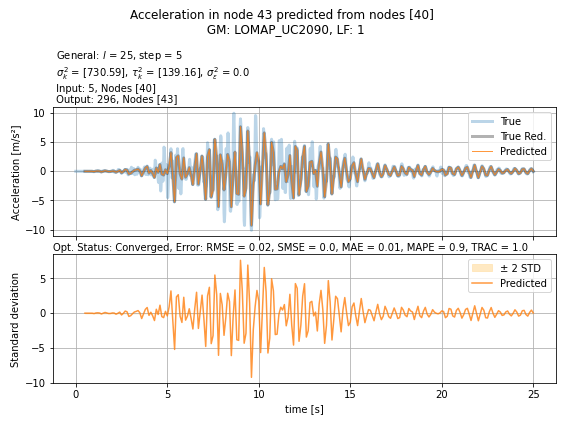 Acceleration in node 43 predicted from nodes [40]
GM: LOMAP_UC2090, LF: 1
General: l = 25, step = 5
σ²ₖ = [730.59], τ²ₖ = [139.16], σ²ε = 0.0
Input: 5, Nodes [40]
Output: 296, Nodes [43]
Acceleration [m/s²]
10
5
0
−5
−10
True
True Red.
Predicted
Opt. Status: Converged, Error: RMSE = 0.02, SMSE = 0.0, MAE = 0.01, MAPE = 0.9, TRAC = 1.0
Standard deviation
5
0
−5
−10
± 2 STD
Predicted
0 5 10 15 20 25
time [s]